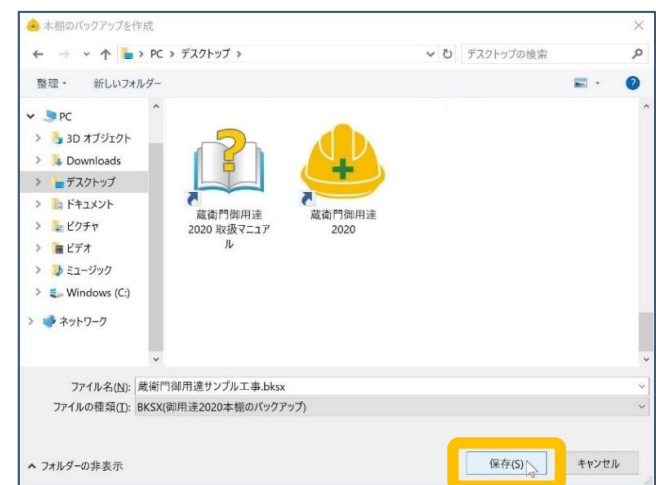 本棚のバックアップを作成
PC > デスクトップ >
デスクトップの検索
整理
新しいフォルダー
PC
3D オブジェクト
Downloads
デスクトップ
ドキュメント
ピクチャ
ビデオ
ミュージック
Windows (C:)
ネットワーク
蔵衛門御用達
2020 取扱マニュア
ル
蔵衛門御用達
2020
ファイル名(N): 蔵衛門御用達サンプル工事.bksx
ファイルの種類(T): BKSX(御用達2020本棚のバックアップ)
フォルダーの非表示
保存(S)
キャンセル